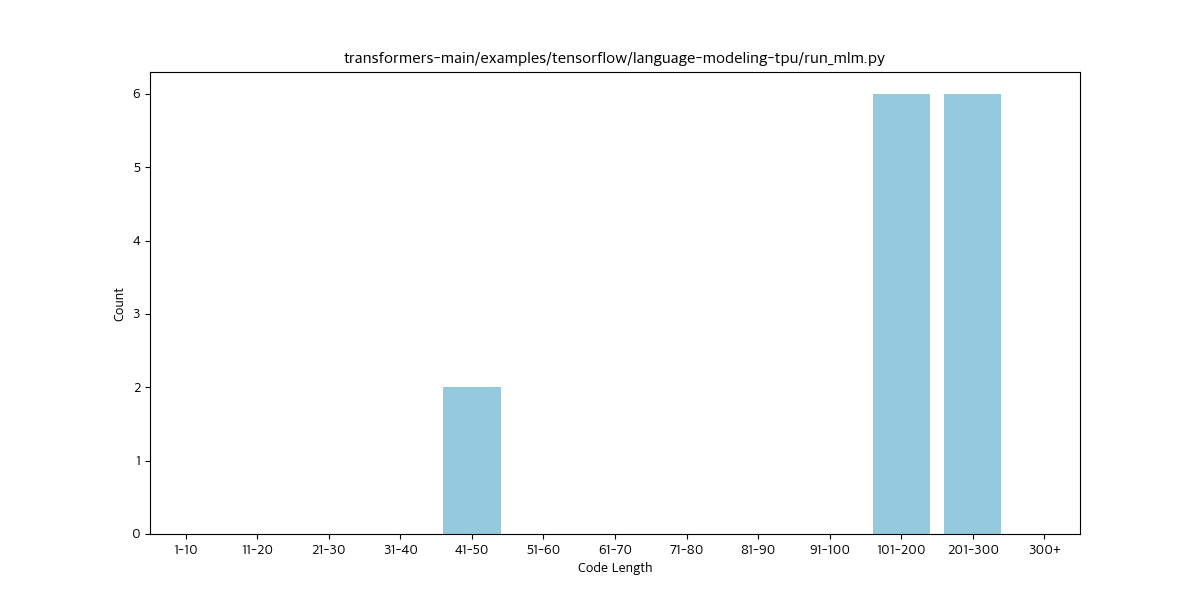 transformers-main/examples/tensorflow/language-modeling-tpu/run_mlm.py
6
5
4
3
2
1
0
Count
1-10 11-20 21-30 31-40 41-50 51-60 61-70 71-80 81-90 91-100 101-200 201-300 300+
Code Length